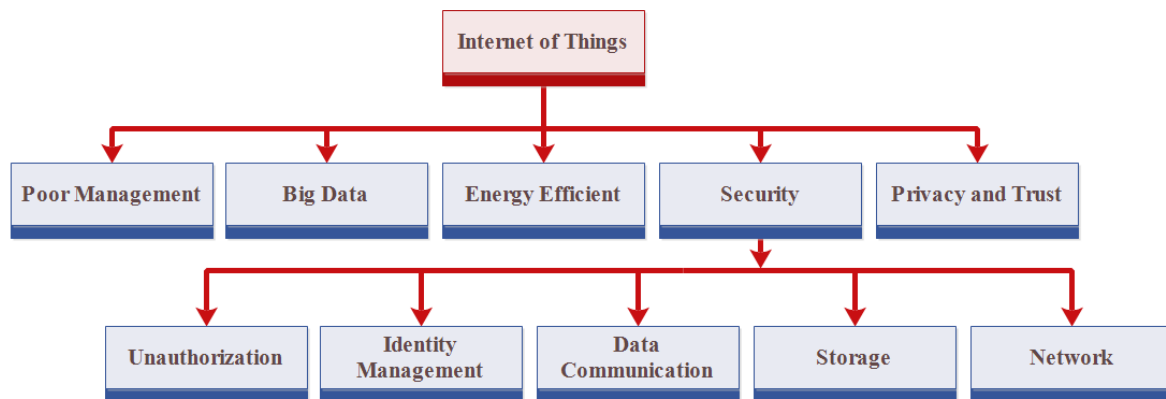 Internet of Things
Poor Management
Big Data
Energy Efficient
Security
Privacy and Trust
Unauthorization
Identity
Management
Data
Communication
Storage
Network